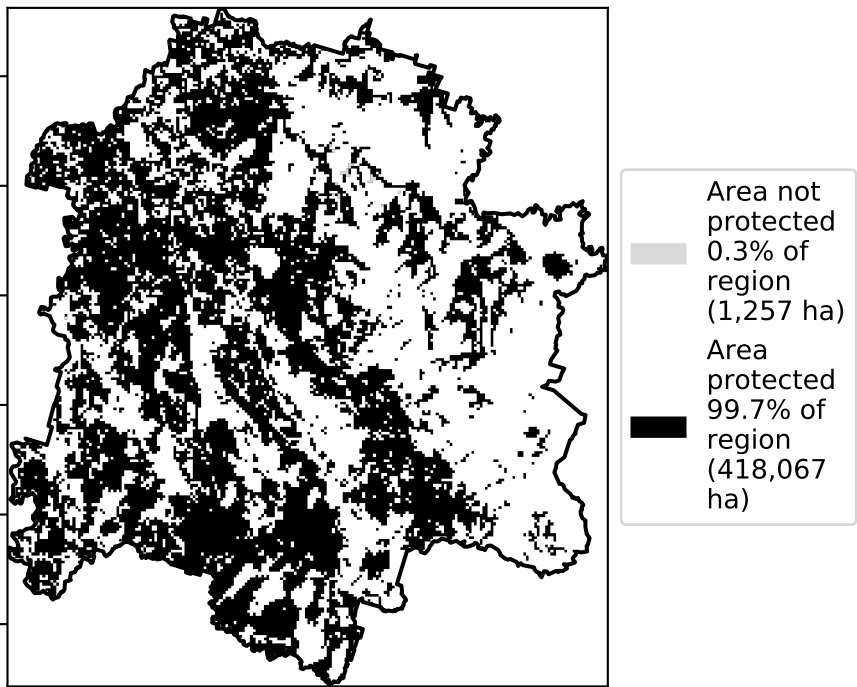 Area not
protected
0.3% of
region
(1,257 ha)
Area
protected
99.7% of
region
(418,067
ha)